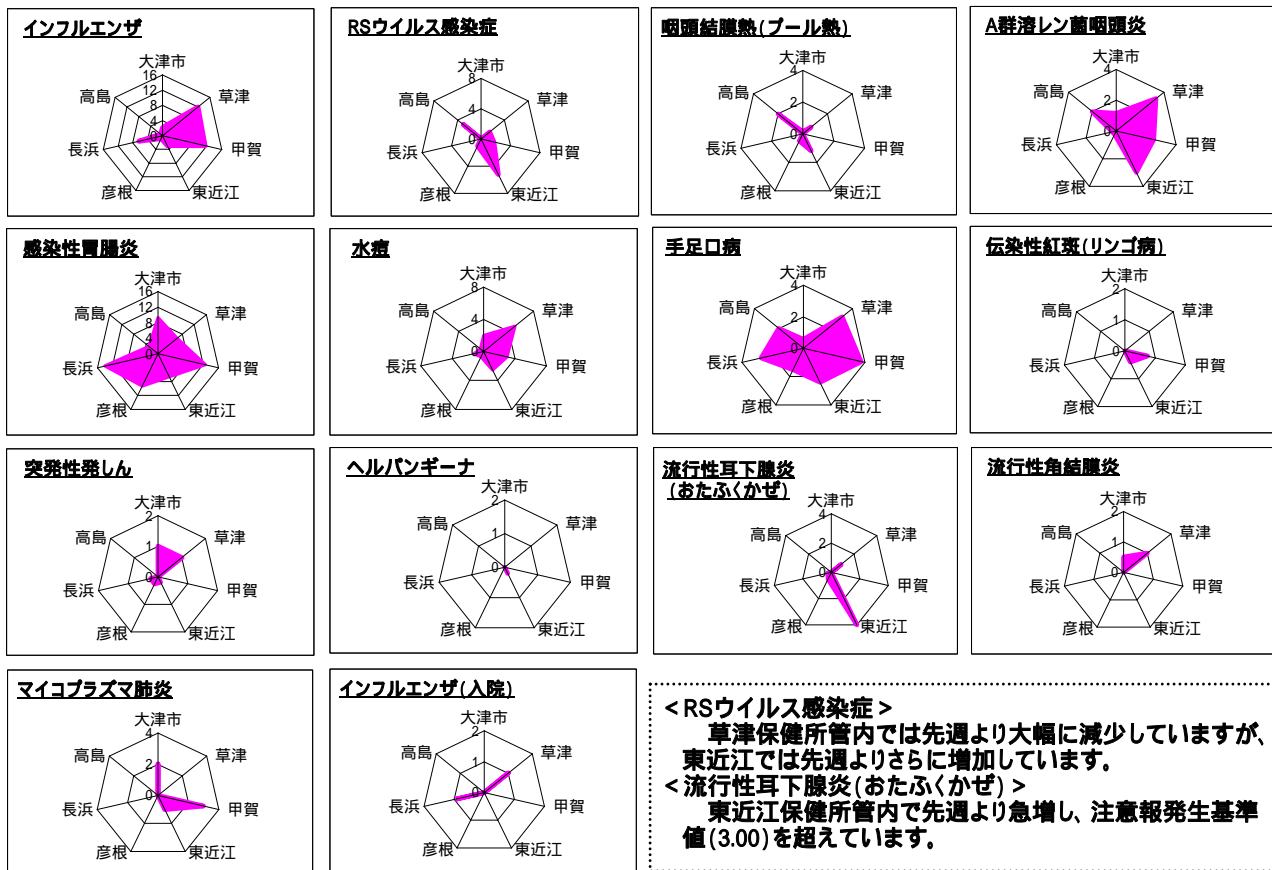 インフルエンザ
大津市
16
12
8
4
0
草津
甲賀
東近江
彦根
長浜
高島
RSウイルス感染症
大津市
8
4
0
草津
甲賀
東近江
彦根
長浜
高島
咽頭結膜熱(プール熱)
大津市
4
2
0
草津
甲賀
東近江
彦根
長浜
高島
A群溶レン菌咽頭炎
大津市
4
2
0
草津
甲賀
東近江
彦根
長浜
高島
感染性胃腸炎
大津市
16
12
8
4
0
草津
甲賀
東近江
彦根
長浜
高島
水痘
大津市
8
4
0
草津
甲賀
東近江
彦根
長浜
高島
手足口病
大津市
4
2
0
草津
甲賀
東近江
彦根
長浜
高島
伝染性紅斑(リンゴ病)
大津市
2
1
0
草津
甲賀
東近江
彦根
長浜
高島
突発性発しん
大津市
2
1
0
草津
甲賀
東近江
彦根
長浜
高島
ヘルパンギーナ
大津市
2
1
0
草津
甲賀
東近江
彦根
長浜
高島
流行性耳下腺炎
(おたふくかぜ)
大津市
4
2
0
草津
甲賀
東近江
彦根
長浜
高島
流行性角結膜炎
大津市
2
1
0
草津
甲賀
東近江
彦根
長浜
高島
マイコプラズマ肺炎
大津市
4
2
0
草津
甲賀
東近江
彦根
長浜
高島
インフルエンザ(入院)
大津市
2
1
0
草津
甲賀
東近江
彦根
長浜
高島
<RSウイルス感染症>
草津保健所管内では先週より大幅に減少していますが、
東近江では先週よりさらに増加しています。
<流行性耳下腺炎(おたふくかぜ)>
東近江保健所管内で先週より急増し、注意報発生基準
値(3.00)を超えています。